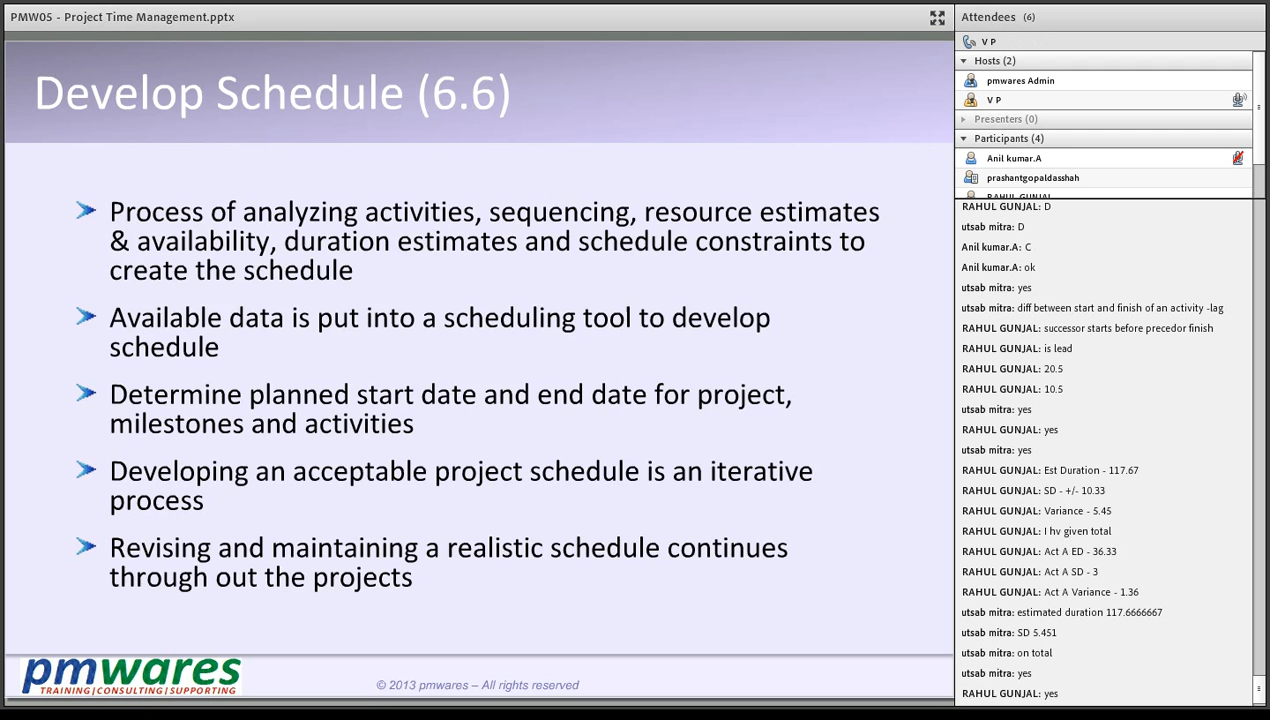 PMW05 - Project Time Management.pptx
Develop Schedule (6.6)
Process of analyzing activities, sequencing, resource estimates
& availability, duration estimates and schedule constraints to
create the schedule
Available data is put into a scheduling tool to develop
schedule
Determine planned start date and end date for project,
milestones and activities
Developing an acceptable project schedule is an iterative
process
Revising and maintaining a realistic schedule continues
through out the projects
pmwares
TRAINING|CONSULTING|SUPPORTING
© 2013 pmwares – All rights reserved
Attendees (6)
V P
Hosts (2)
pmwares Admin
V P
Presenters (0)
Participants (4)
Anil kumar.A
prashantgopaldasshah
RAHUL GUNJAL
RAHUL GUNJAL: D
utsab mitra: D
Anil kumar.A: C
Anil kumar.A: ok
utsab mitra: yes
utsab mitra: diff between start and finish of an activity -lag
RAHUL GUNJAL: successor starts before precedor finish
RAHUL GUNJAL: is lead
RAHUL GUNJAL: 20.5
RAHUL GUNJAL: 10.5
utsab mitra: yes
RAHUL GUNJAL: yes
utsab mitra: yes
RAHUL GUNJAL: Est Duration - 117.67
RAHUL GUNJAL: SD - +/- 10.33
RAHUL GUNJAL: Variance - 5.45
RAHUL GUNJAL: I hv given total
RAHUL GUNJAL: Act A ED - 36.33
RAHUL GUNJAL: Act A SD - 3
RAHUL GUNJAL: Act A Variance - 1.36
utsab mitra: estimated duration 117.6666667
utsab mitra: SD 5.451
utsab mitra: on total
utsab mitra: yes
RAHUL GUNJAL: yes